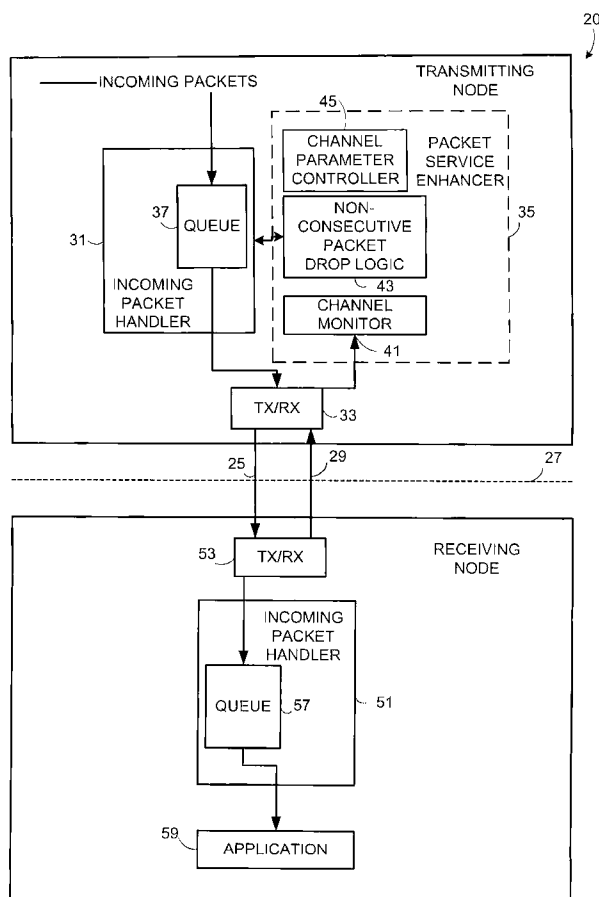 20
INCOMING PACKETS
TRANSMITTING
NODE
45
CHANNEL
PARAMETER
CONTROLLER
PACKET
SERVICE
ENHANCER
35
31
37
QUEUE
INCOMING
PACKET
HANDLER
NON-
CONSECUTIVE
PACKET
DROP LOGIC
43
CHANNEL
MONITOR
41
TX/RX
33
25
29
27
53
TX/RX
RECEIVING
NODE
INCOMING
PACKET
HANDLER
QUEUE
57
51
59
APPLICATION